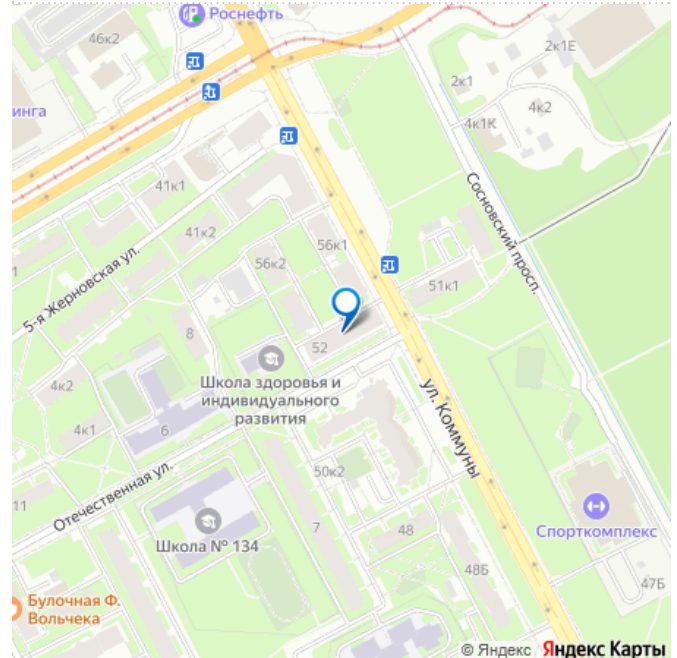 Роснефть
46к2
2к1Е
2к1
4к2
4к1К
инга
41к1
Сосновский просп.
41к2
56к1
5-я Жерновская ул.
56к2
51к1
8
52
Школа здоровья и
индивидуального
развития
4к2
ул. Коммуны
4к1
6
Отечественная ул.
50к2
11
7
48
Школа № 134
Спорткомплекс
48Б
47Б
Булочная Ф.
Вольчека
© Яндекс Яндекс Карты